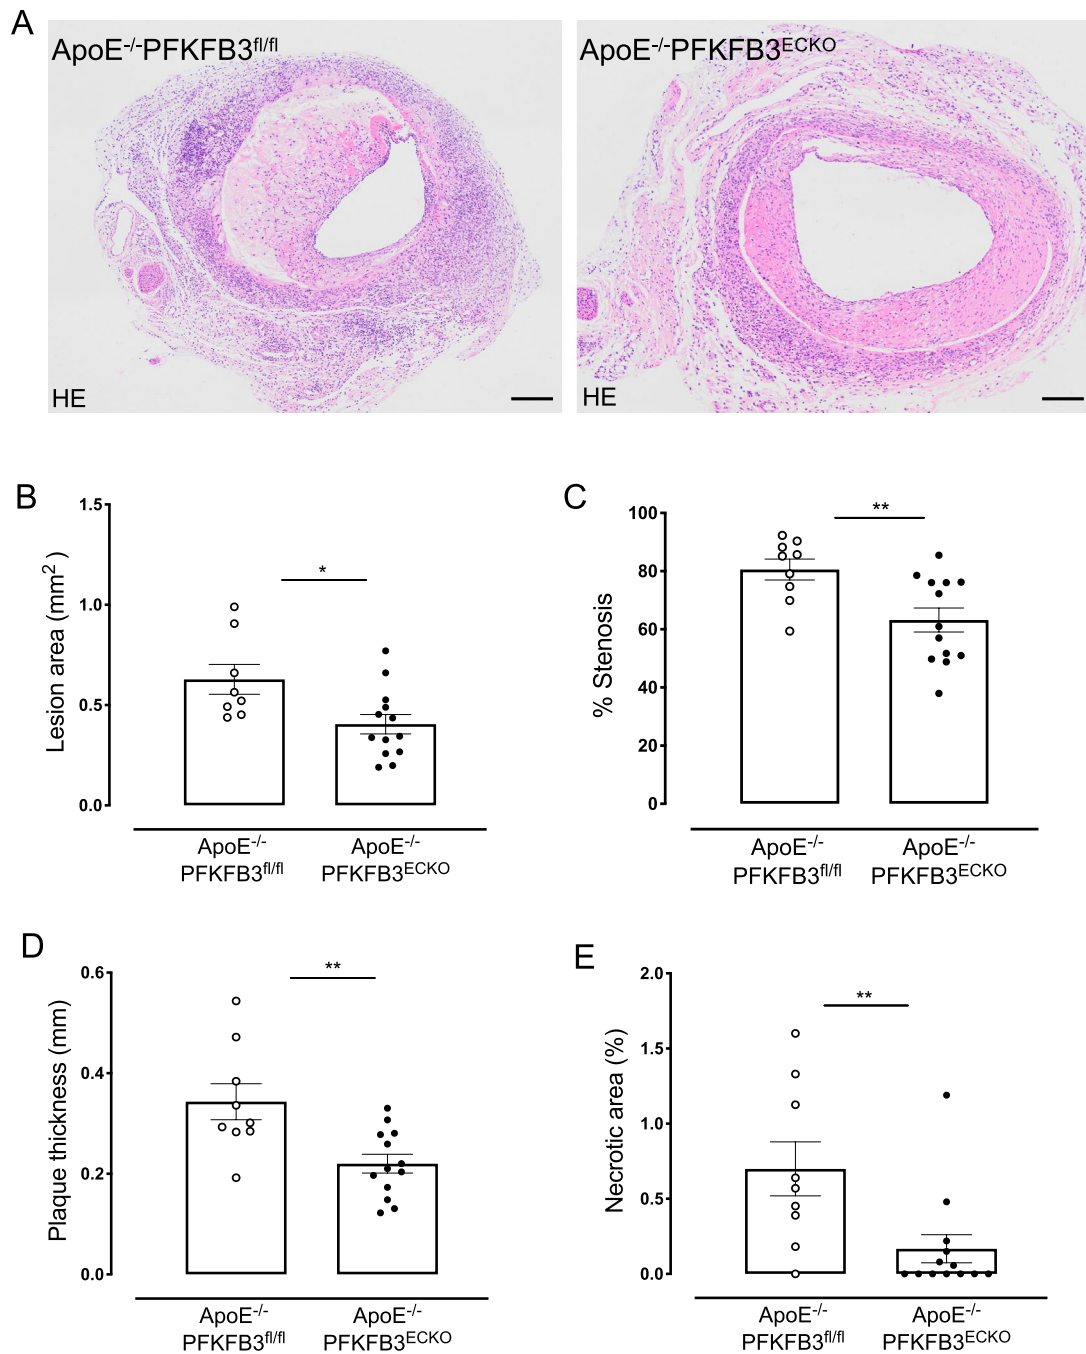 A
ApoE-/-PFKFB3fl/fl
HE
ApoE-/-PFKFB3ECKO
HE
B
Lesion area (mm2 )
1.5
1.0
0.5
0.0
*
ApoE-/-
PFKFB3fl/fl
ApoE-/-
PFKFB3ECKO
C
% Stenosis
100
80
60
40
20
0
**
ApoE-/-
PFKFB3fl/fl
ApoE-/-
PFKFB3ECKO
D
Plaque thickness (mm)
0.6
0.4
0.2
0.0
**
ApoE-/-
PFKFB3fl/fl
ApoE-/-
PFKFB3ECKO
E
Necrotic area (%)
2.0
1.5
1.0
0.5
0.0
**
ApoE-/-
PFKFB3fl/fl
ApoE-/-
PFKFB3ECKO